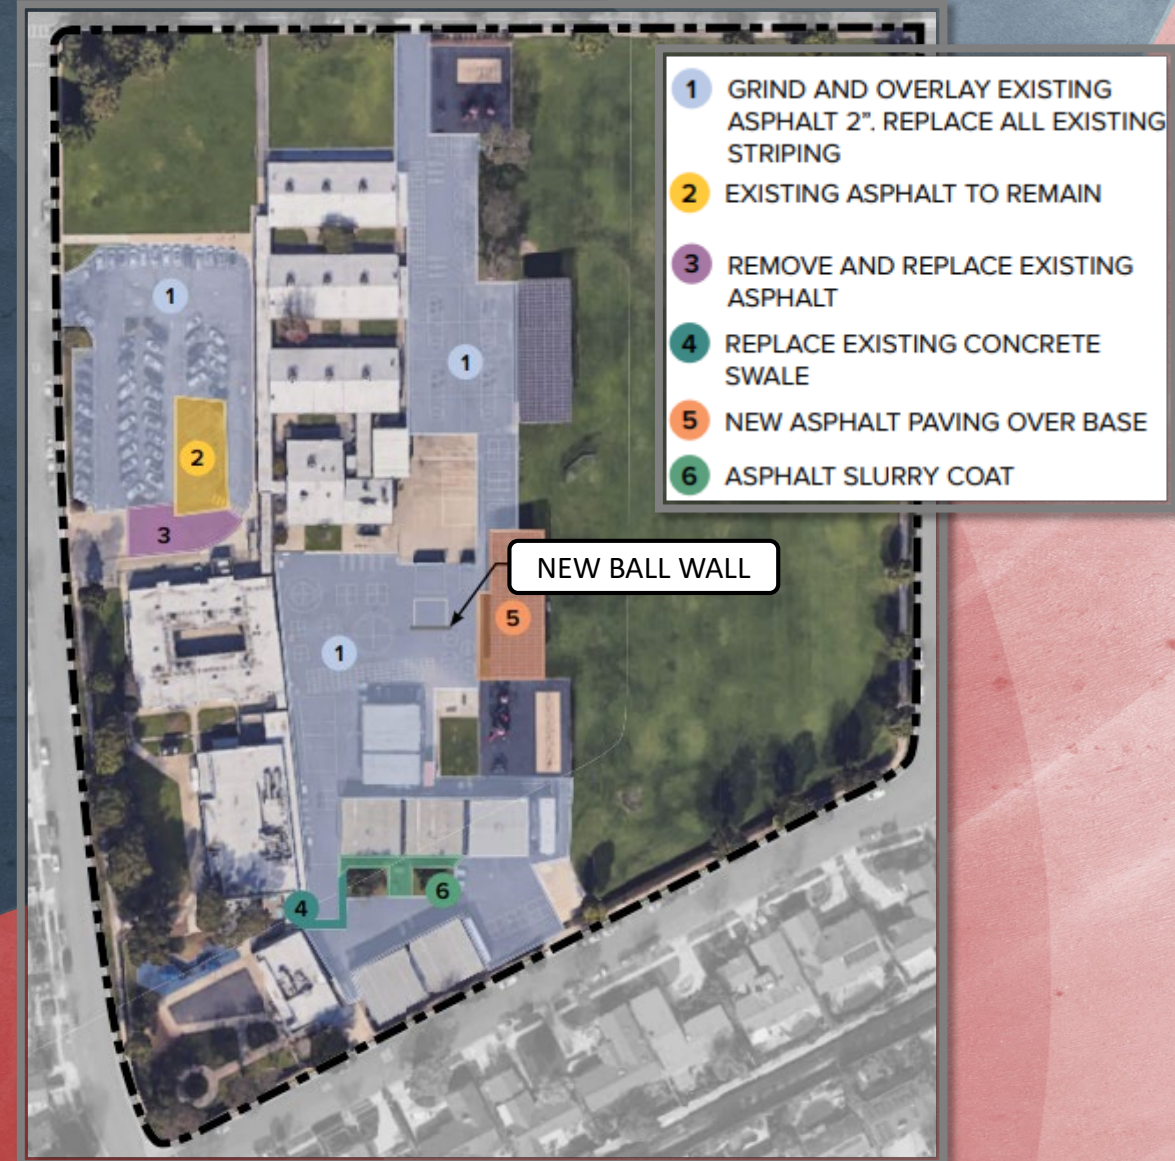 1 GRIND AND OVERLAY EXISTING
ASPHALT 2”. REPLACE ALL EXISTING
STRIPING
2 EXISTING ASPHALT TO REMAIN
3 REMOVE AND REPLACE EXISTING
ASPHALT
4 REPLACE EXISTING CONCRETE
SWALE
5 NEW ASPHALT PAVING OVER BASE
6 ASPHALT SLURRY COAT
1
1
2
3
NEW BALL WALL
5
1
6
4